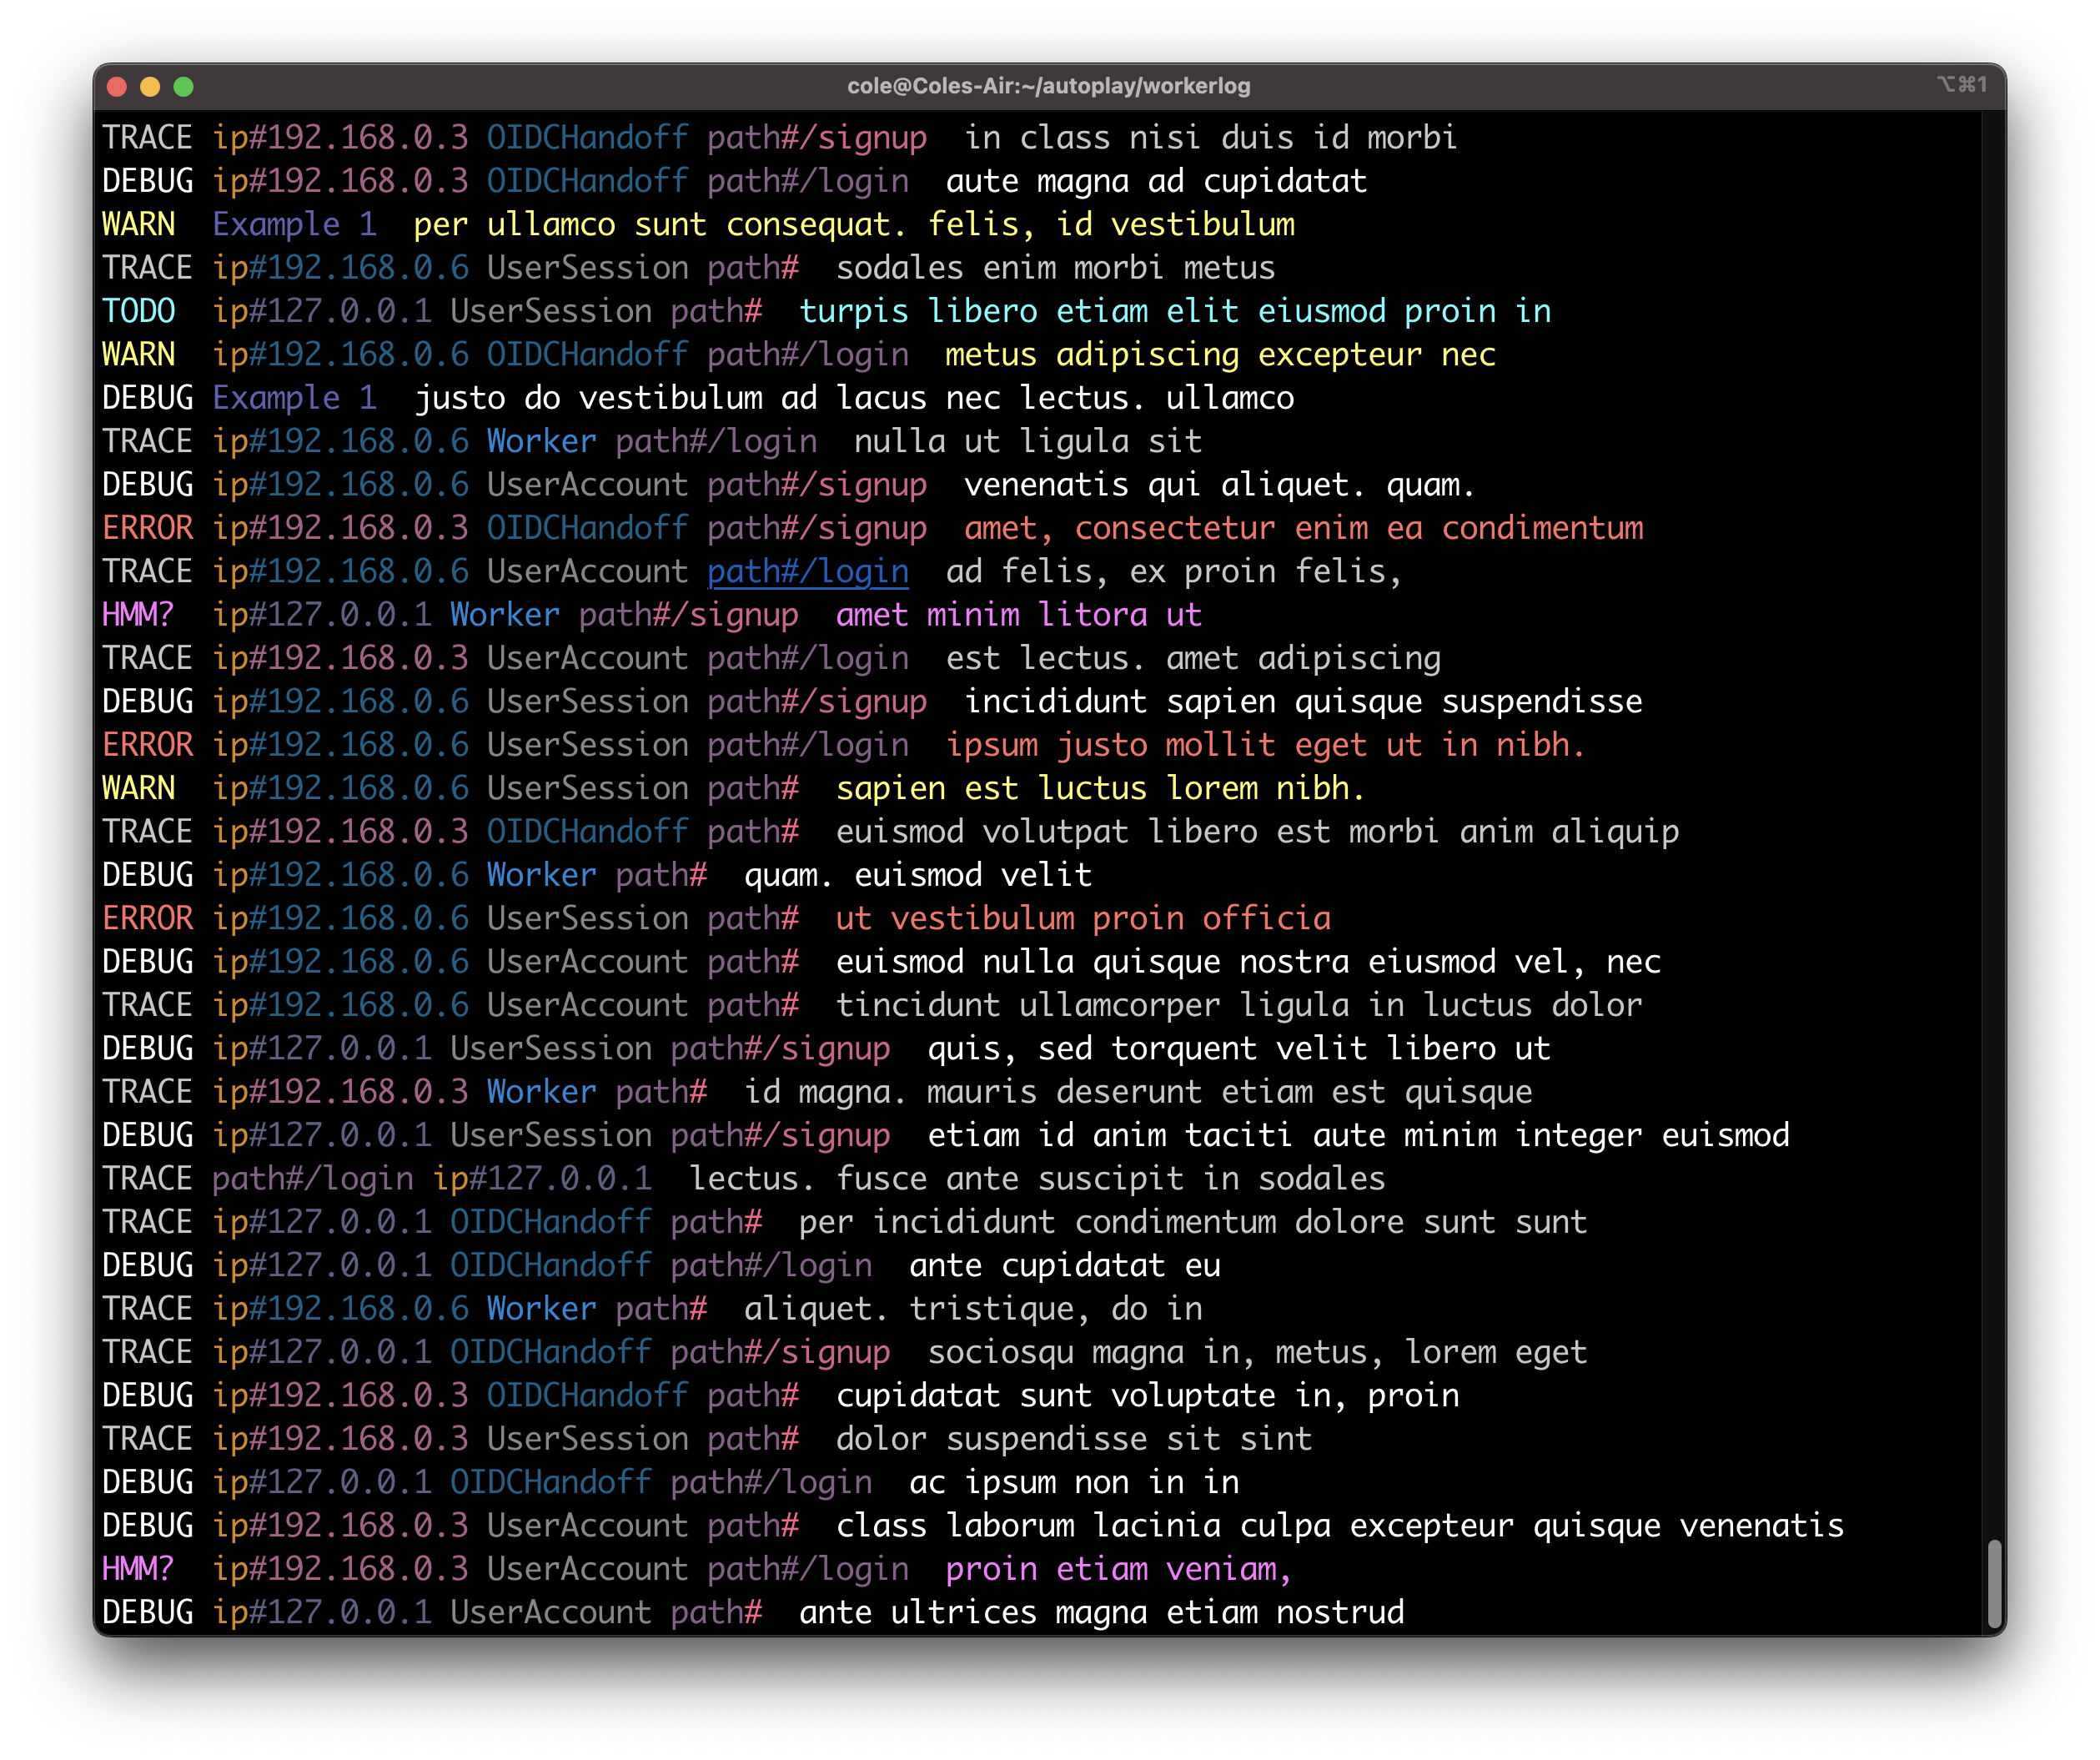 cole@Coles-Air:~/autoplay/workerlog ⌥⌘1
TRACE ip#192.168.0.3 OIDCHandoff path#/signup  in class nisi duis id morbi
DEBUG ip#192.168.0.3 OIDCHandoff path#/login  aute magna ad cupidatat
WARN  Example 1  per ullamco sunt consequat. felis, id vestibulum
TRACE ip#192.168.0.6 UserSession path#  sodales enim morbi metus
TODO  ip#127.0.0.1 UserSession path#  turpis libero etiam elit eiusmod proin in
WARN  ip#192.168.0.6 OIDCHandoff path#/login  metus adipiscing excepteur nec
DEBUG Example 1  justo do vestibulum ad lacus nec lectus. ullamco
TRACE ip#192.168.0.6 Worker path#/login  nulla ut ligula sit
DEBUG ip#192.168.0.6 UserAccount path#/signup  venenatis qui aliquet. quam.
ERROR ip#192.168.0.3 OIDCHandoff path#/signup  amet, consectetur enim ea condimentum
TRACE ip#192.168.0.6 UserAccount path#/login  ad felis, ex proin felis,
HMM?  ip#127.0.0.1 Worker path#/signup  amet minim litora ut
TRACE ip#192.168.0.3 UserAccount path#/login  est lectus. amet adipiscing
DEBUG ip#192.168.0.6 UserSession path#/signup  incididunt sapien quisque suspendisse
ERROR ip#192.168.0.6 UserSession path#/login  ipsum justo mollit eget ut in nibh.
WARN  ip#192.168.0.6 UserSession path#  sapien est luctus lorem nibh.
TRACE ip#192.168.0.3 OIDCHandoff path#  euismod volutpat libero est morbi anim aliquip
DEBUG ip#192.168.0.6 Worker path#  quam. euismod velit
ERROR ip#192.168.0.6 UserSession path#  ut vestibulum proin officia
DEBUG ip#192.168.0.6 UserAccount path#  euismod nulla quisque nostra eiusmod vel, nec
TRACE ip#192.168.0.6 UserAccount path#  tincidunt ullamcorper ligula in luctus dolor
DEBUG ip#127.0.0.1 UserSession path#/signup  quis, sed torquent velit libero ut
TRACE ip#192.168.0.3 Worker path#  id magna. mauris deserunt etiam est quisque
DEBUG ip#127.0.0.1 UserSession path#/signup  etiam id anim taciti aute minim integer euismod
TRACE path#/login ip#127.0.0.1  lectus. fusce ante suscipit in sodales
TRACE ip#127.0.0.1 OIDCHandoff path#  per incididunt condimentum dolore sunt sunt
DEBUG ip#127.0.0.1 OIDCHandoff path#/login  ante cupidatat eu
TRACE ip#192.168.0.6 Worker path#  aliquet. tristique, do in
TRACE ip#127.0.0.1 OIDCHandoff path#/signup  sociosqu magna in, metus, lorem eget
DEBUG ip#192.168.0.3 OIDCHandoff path#  cupidatat sunt voluptate in, proin
TRACE ip#192.168.0.3 UserSession path#  dolor suspendisse sit sint
DEBUG ip#127.0.0.1 OIDCHandoff path#/login  ac ipsum non in in
DEBUG ip#192.168.0.3 UserAccount path#  class laborum lacinia culpa excepteur quisque venenatis
HMM?  ip#192.168.0.3 UserAccount path#/login  proin etiam veniam,
DEBUG ip#127.0.0.1 UserAccount path#  ante ultrices magna etiam nostrud